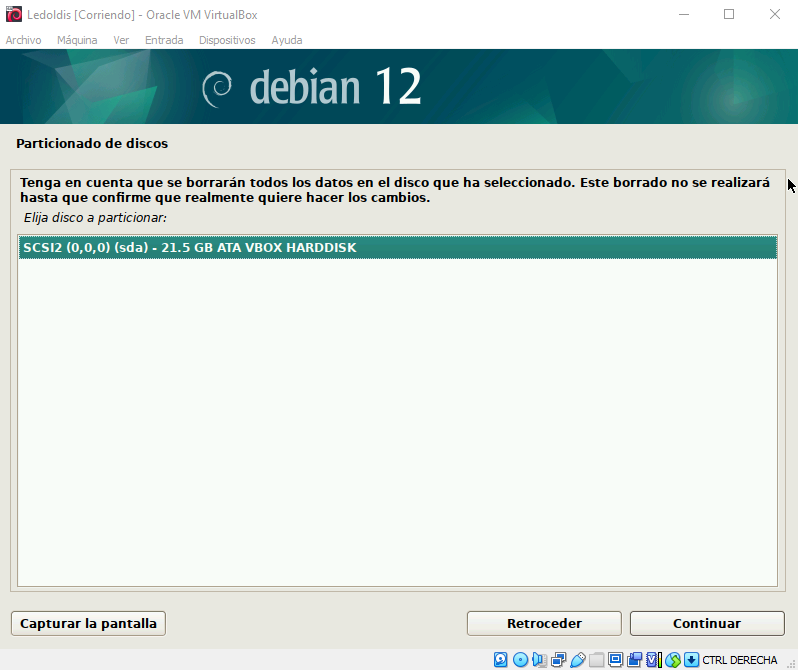 Ledoldis [Corriendo] - Oracle VM VirtualBox
Archivo Máquina Ver Entrada Dispositivos Ayuda
debian 12
Particionado de discos
Tenga en cuenta que se borrarán todos los datos en el disco que ha seleccionado. Este borrado no se realizará
hasta que confirme que realmente quiere hacer los cambios.
Elija disco a particionar:
SCSI2 (0,0,0) (sda) - 21.5 GB ATA VBOX HARDDISK
Capturar la pantalla Retroceder Continuar
CTRL DERECHA